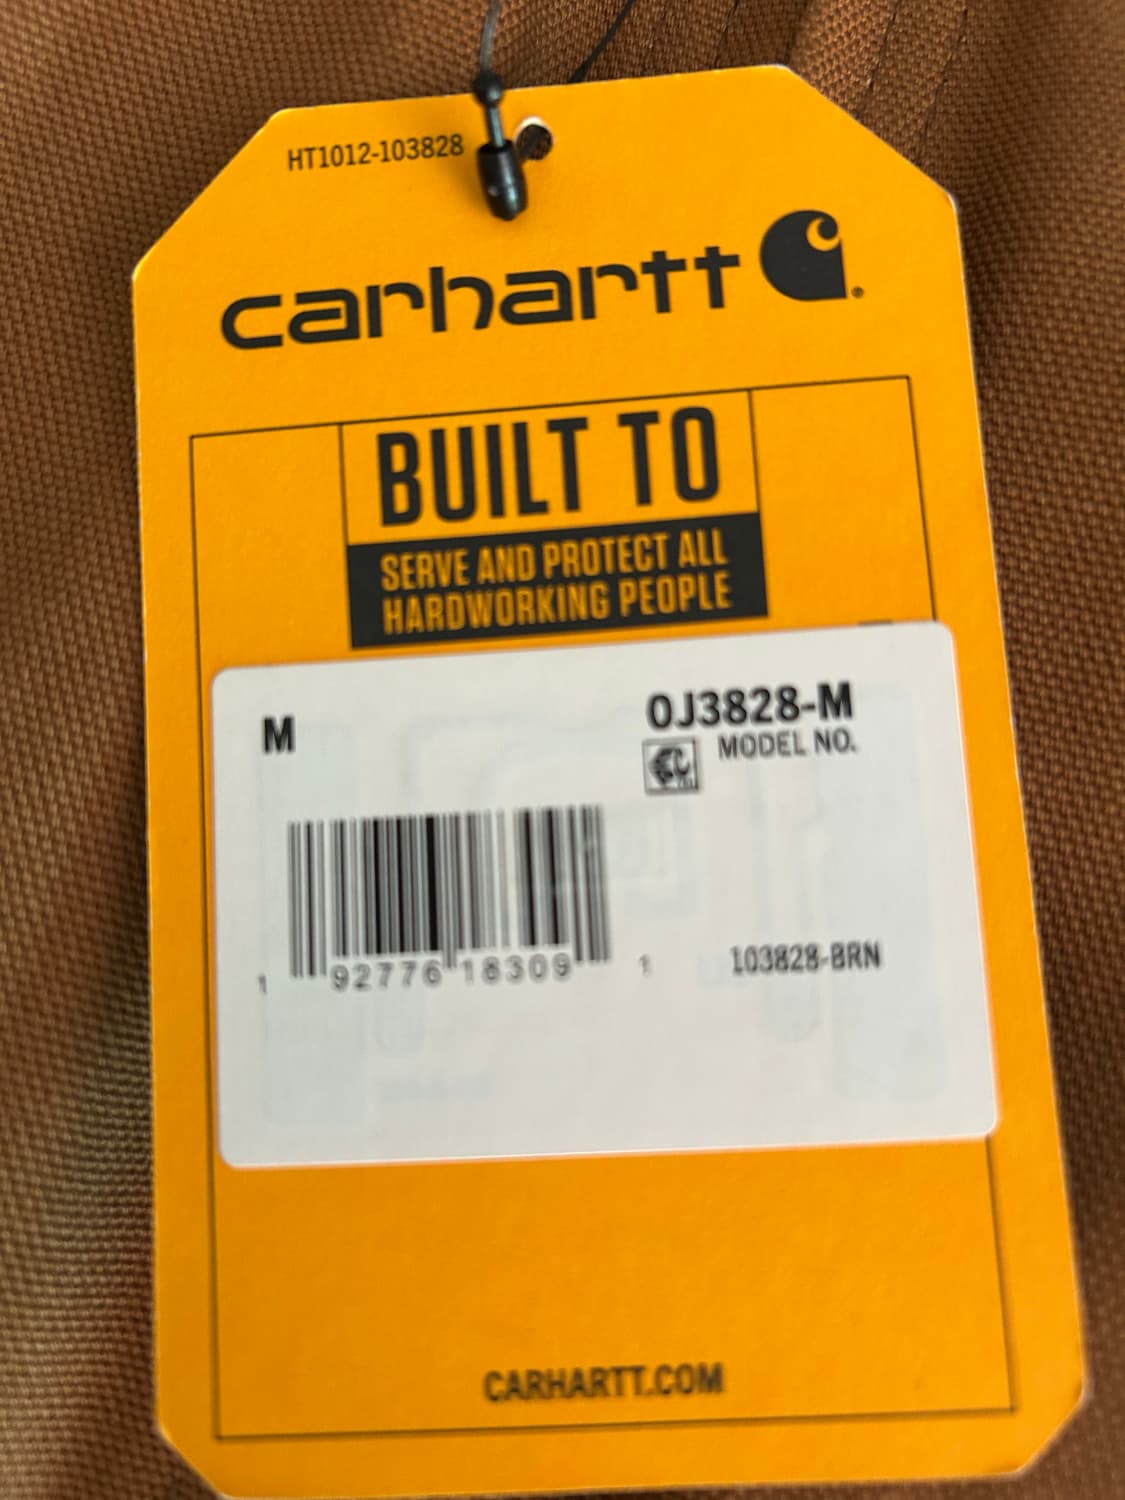 HT1012-103828
carhartt
BUILT TO
SERVE AND PROTECT ALL
HARDWORKING PEOPLE
M
OJ3828-M
MODEL NO.
1 92776 18309 1
103828-BRN
CARHARTT.COM